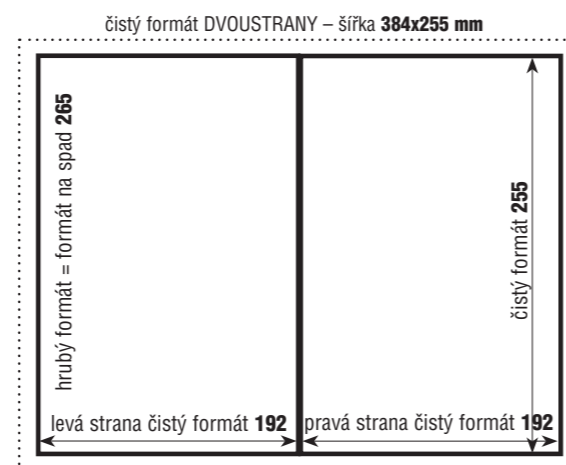 čistý formát DVOUSTRANY – šířka 384x255 mm
hrubý formát = formát na spad 265
čistý formát 255
levá strana čistý formát 192
pravá strana čistý formát 192